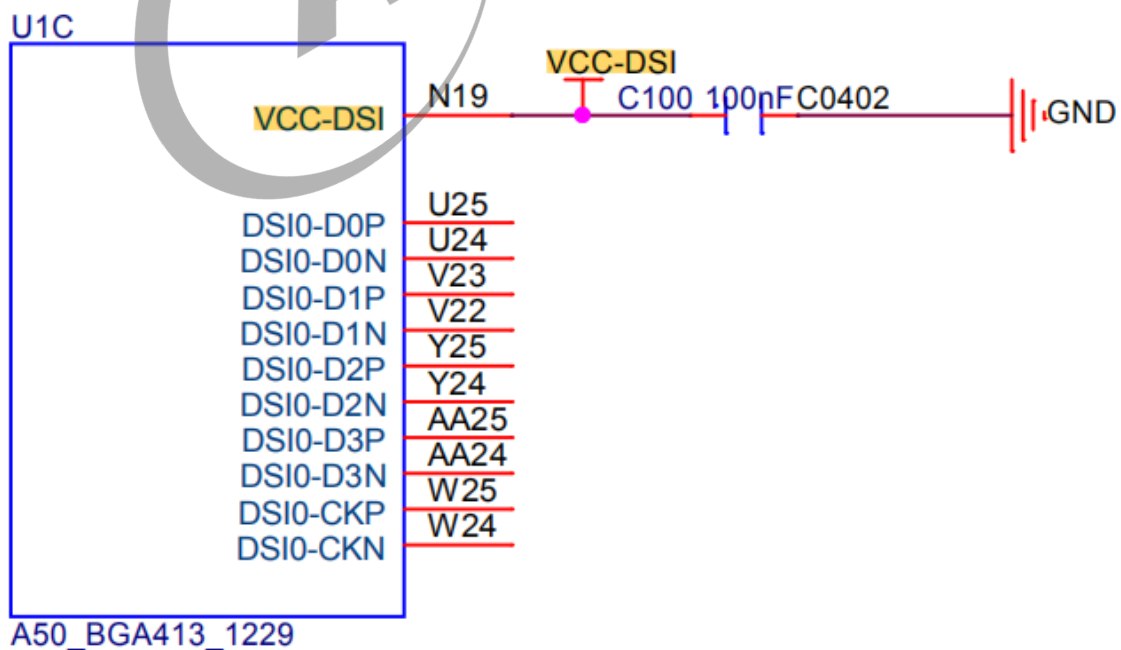 U1C
VCC-DSI
VCC-DSI N19 C100 100nF C0402 GND
DSI0-D0P U25
DSI0-D0N U24
DSI0-D1P V23
DSI0-D1N V22
DSI0-D2P Y25
DSI0-D2N Y24
DSI0-D3P AA25
DSI0-D3N AA24
DSI0-CKP W25
DSI0-CKN W24
A50_BGA413_1229